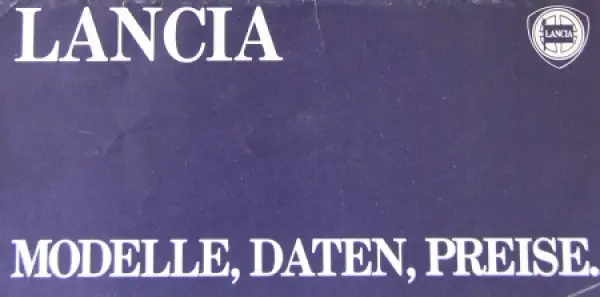 LANCIA
LANCIA
MODELLE, DATEN, PREISE.